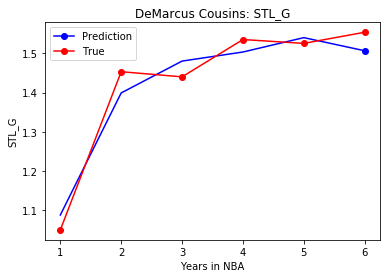 DeMarcus Cousins: STL_G
Prediction
True
1.5
1.4
1.3
1.2
1.1
STL_G
1 2 3 4 5 6
Years in NBA